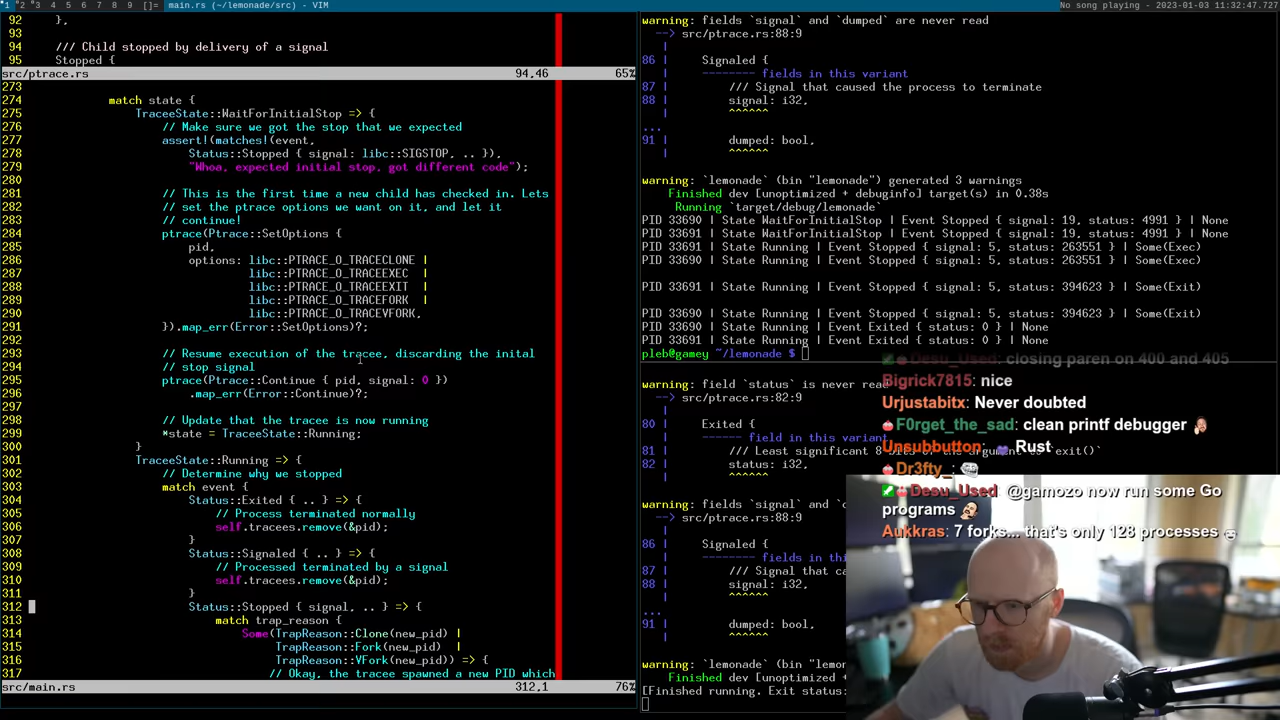 1 2 3 4 5 6 7 8 9 []= main.rs (~/lemonade/src) - VIM
No song playing - 2023-01-03 11:32:47.727
92 },
93
94 /// Child stopped by delivery of a signal
95 Stopped {
src/ptrace.rs 94,46 65%
273
274 match state {
275 TraceeState::WaitForInitialStop => {
276 // Make sure we got the stop that we expected
277 assert!(matches!(event,
278 Status::Stopped { signal: libc::SIGSTOP, .. }),
279 "Whoa, expected initial stop, got different code");
280
281 // This is the first time a new child has checked in. Lets
282 // set the ptrace options we want on it, and let it
283 // continue!
284 ptrace(Ptrace::SetOptions {
285 pid,
286 options: libc::PTRACE_O_TRACECLONE |
287 libc::PTRACE_O_TRACEEXEC |
288 libc::PTRACE_O_TRACEEXIT |
289 libc::PTRACE_O_TRACEFORK |
290 libc::PTRACE_O_TRACEVFORK,
291 }).map_err(Error::SetOptions)?;
292
293 // Resume execution of the tracee, discarding the inital
294 // stop signal
295 ptrace(Ptrace::Continue { pid, signal: 0 })
296 .map_err(Error::Continue)?;
297
298 // Update that the tracee is now running
299 *state = TraceeState::Running;
300 }
301 TraceeState::Running => {
302 // Determine why we stopped
303 match event {
304 Status::Exited { .. } => {
305 // Process terminated normally
306 self.tracees.remove(&pid);
307 }
308 Status::Signaled { .. } => {
309 // Processed terminated by a signal
310 self.tracees.remove(&pid);
311 }
312 Status::Stopped { signal, .. } => {
313 match trap_reason {
314 Some(TrapReason::Clone(new_pid) |
315 TrapReason::Fork(new_pid) |
316 TrapReason::VFork(new_pid)) => {
317 // Okay, the tracee spawned a new PID which
src/main.rs 312,1 76%
warning: fields `signal` and `dumped` are never read
--> src/ptrace.rs:88:9
|
86 | Signaled {
| -------- fields in this variant
87 | /// Signal that caused the process to terminate
88 | signal: i32,
| ^^^^^^
...
91 | dumped: bool,
| ^^^^^^
warning: `lemonade` (bin "lemonade") generated 3 warnings
Finished dev [unoptimized + debuginfo] target(s) in 0.38s
Running `target/debug/lemonade`
PID 33690 | State WaitForInitialStop | Event Stopped { signal: 19, status: 4991 } | None
PID 33691 | State WaitForInitialStop | Event Stopped { signal: 19, status: 4991 } | None
PID 33691 | State Running | Event Stopped { signal: 5, status: 263551 } | Some(Exec)
PID 33690 | State Running | Event Stopped { signal: 5, status: 263551 } | Some(Exec)
PID 33691 | State Running | Event Stopped { signal: 5, status: 394623 } | Some(Exit)
PID 33690 | State Running | Event Stopped { signal: 5, status: 394623 } | Some(Exit)
PID 33691 | State Running | Event Exited { status: 0 } | None
PID 33690 | State Running | Event Exited { status: 0 } | None
pleb@gamey ~/lemonade $
warning: field `status` is never read
--> src/ptrace.rs:82:9
|
80 | Exited {
| ------ field in this variant
81 | /// Least significant 8 bits of the argument to `exit()`
82 | status: i32,
| ^^^^^^
warning: fields `signal` and `d
--> src/ptrace.rs:88:9
|
86 | Signaled {
| -------- fields in thi
87 | /// Signal that ca
88 | signal: i32,
| ^^^^^^
...
91 | dumped: bool,
| ^^^^^^
warning: `lemonade` (bin "lemon
Finished dev [unoptimized +
[Finished running. Exit status:
Desu_Used: closing paren on 400 and 405
Bigrick7815: nice
Urjustabitx: Never doubted
F0rget_the_sad: clean printf debugger
Unsubbutton: Rust
Dr3fty_:
Desu_Used: @gamozo now run some Go
programs
Aukkras: 7 forks... that's only 128 processes